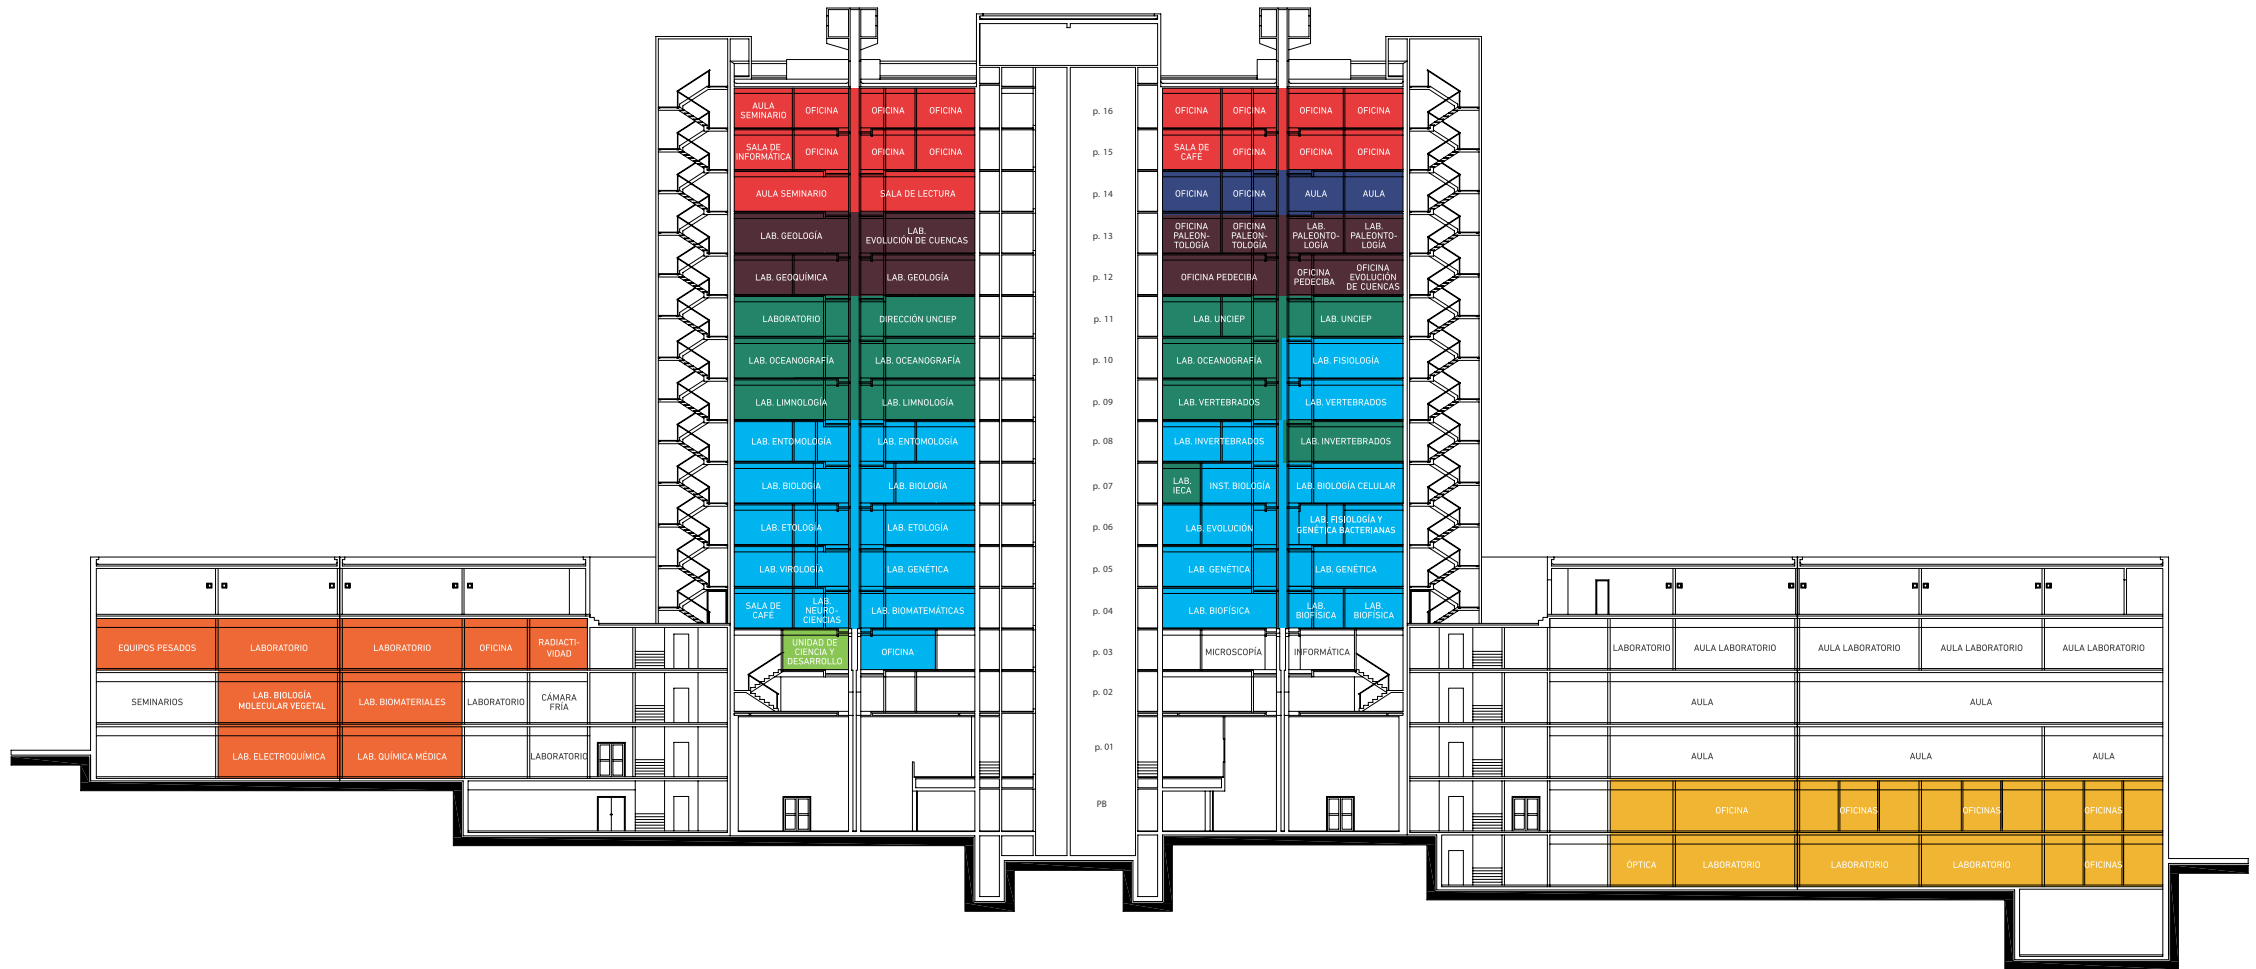 AULA
SEMINARIO
OFICINA
OFICINA
OFICINA
p. 16
OFICINA
OFICINA
OFICINA
OFICINA
SALA DE
INFORMÁTICA
OFICINA
OFICINA
OFICINA
p. 15
SALA DE
CAFÉ
OFICINA
OFICINA
OFICINA
AULA SEMINARIO
SALA DE LECTURA
p. 14
OFICINA
OFICINA
AULA
AULA
LAB. GEOLOGÍA
LAB.
EVOLUCIÓN DE CUENCAS
p. 13
OFICINA
PALEON-
TOLOGÍA
OFICINA
PALEON-
TOLOGÍA
LAB.
PALEONTO-
LOGÍA
LAB.
PALEONTO-
LOGÍA
LAB. GEOQUÍMICA
LAB. GEOLOGÍA
p. 12
OFICINA PEDECIBA
OFICINA
PEDECIBA
OFICINA
EVOLUCIÓN
DE CUENCAS
LABORATORIO
DIRECCIÓN UNCIEP
p. 11
LAB. UNCIEP
LAB. UNCIEP
LAB. OCEANOGRAFÍA
LAB. OCEANOGRAFÍA
p. 10
LAB. OCEANOGRAFÍA
LAB. FISIOLOGÍA
LAB. LIMNOLOGÍA
LAB. LIMNOLOGÍA
p. 09
LAB. VERTEBRADOS
LAB. VERTEBRADOS
LAB. ENTOMOLOGÍA
LAB. ENTOMOLOGÍA
p. 08
LAB. INVERTEBRADOS
LAB. INVERTEBRADOS
LAB. BIOLOGÍA
LAB. BIOLOGÍA
p. 07
LAB.
IECA
INST. BIOLOGÍA
LAB. BIOLOGÍA CELULAR
LAB. ETOLOGÍA
LAB. ETOLOGÍA
p. 06
LAB. EVOLUCIÓN
LAB. FISIOLOGÍA Y
GENÉTICA BACTERIANAS
LAB. VIROLOGÍA
LAB. GENÉTICA
p. 05
LAB. GENÉTICA
LAB. GENÉTICA
SALA DE
CAFÉ
LAB.
NEURO-
CIENCIAS
LAB. BIOMATEMÁTICAS
p. 04
LAB. BIOFÍSICA
LAB.
BIOFÍSICA
LAB.
BIOFÍSICA
EQUIPOS PESADOS
LABORATORIO
LABORATORIO
OFICINA
RADIACTI-
VIDAD
UNIDAD DE
CIENCIA Y
DESARROLLO
OFICINA
p. 03
MICROSCOPÍA
INFORMÁTICA
LABORATORIO
AULA LABORATORIO
AULA LABORATORIO
AULA LABORATORIO
AULA LABORATORIO
SEMINARIOS
LAB. BIOLOGÍA
MOLECULAR VEGETAL
LAB. BIOMATERIALES
LABORATORIO
CÁMARA
FRÍA
p. 02
AULA
AULA
LAB. ELECTROQUÍMICA
LAB. QUÍMICA MÉDICA
LABORATORIO
p. 01
AULA
AULA
AULA
PB
OFICINA
OFICINAS
OFICINAS
OFICINAS
ÓPTICA
LABORATORIO
LABORATORIO
LABORATORIO
OFICINAS